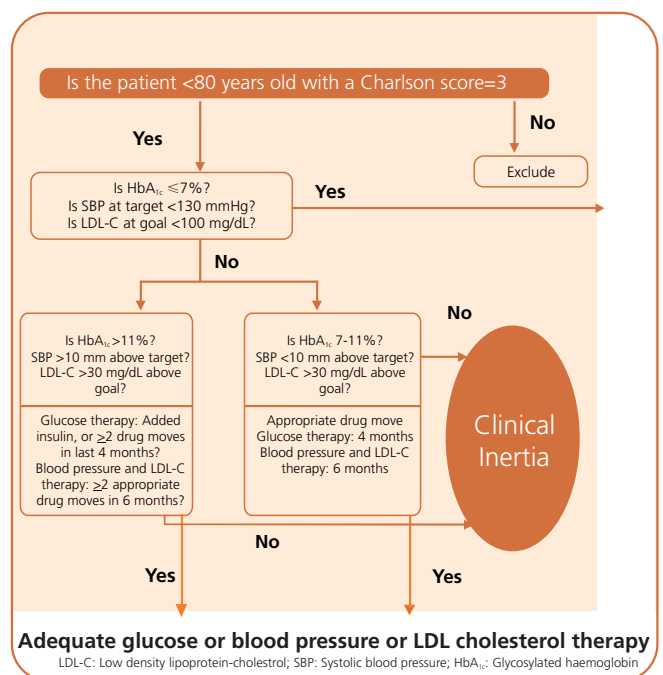 Is the patient <80 years old with a Charlson score=3
Yes
No
Exclude
Is HbA1c ≤7%?
Is SBP at target <130 mmHg?
Is LDL-C at goal <100 mg/dL?
Yes
No
Is HbA1c >11%?
SBP >10 mm above target?
LDL-C >30 mg/dL above
goal?
Glucose therapy: Added
insulin, or ≥2 drug moves
in last 4 months?
Blood pressure and LDL-C
therapy: ≥2 appropriate
drug moves in 6 months?
Is HbA1c 7-11%?
SBP <10 mm above target?
LDL-C >30 mg/dL above
goal?
Appropriate drug move
Glucose therapy: 4 months
Blood pressure and LDL-C
therapy: 6 months
No
Clinical
Inertia
No
Yes
Yes
Adequate glucose or blood pressure or LDL cholesterol therapy
LDL-C: Low density lipoprotein-cholestrol; SBP: Systolic blood pressure; HbA1c: Glycosylated haemoglobin